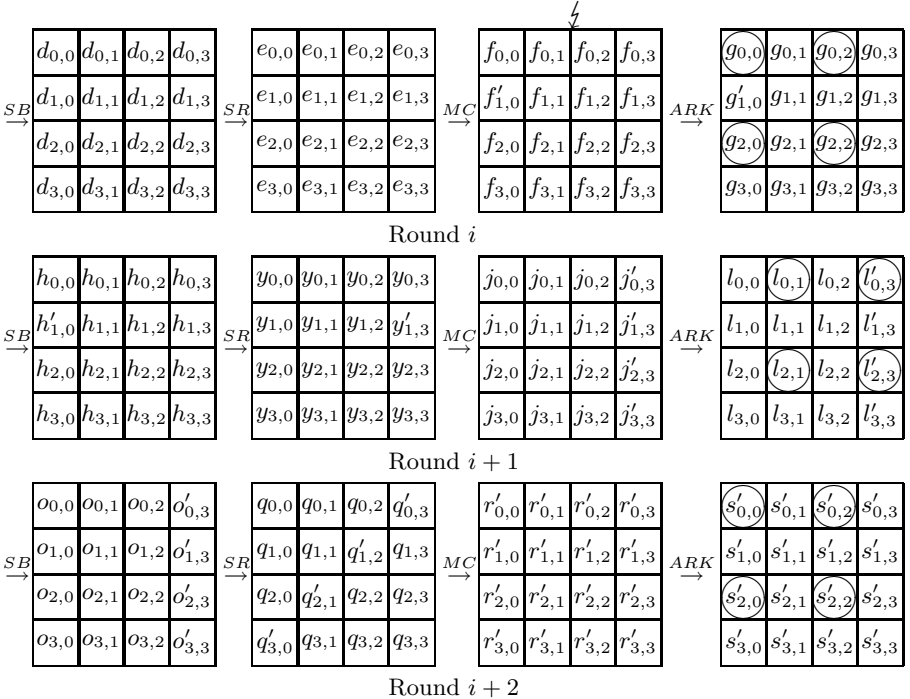 d0,0 d0,1 d0,2 d0,3 e0,0 e0,1 e0,2 e0,3 f0,0 f0,1 f0,2 f0,3 g0,0 g0,1 g0,2 g0,3
d1,0 d1,1 d1,2 d1,3 e1,0 e1,1 e1,2 e1,3 f′1,0 f1,1 f1,2 f1,3 g′1,0 g1,1 g1,2 g1,3
SB → SR → MC → ARK →
d2,0 d2,1 d2,2 d2,3 e2,0 e2,1 e2,2 e2,3 f2,0 f2,1 f2,2 f2,3 g2,0 g2,1 g2,2 g2,3
d3,0 d3,1 d3,2 d3,3 e3,0 e3,1 e3,2 e3,3 f3,0 f3,1 f3,2 f3,3 g3,0 g3,1 g3,2 g3,3
Round i
h0,0 h0,1 h0,2 h0,3 y0,0 y0,1 y0,2 y0,3 j0,0 j0,1 j0,2 j′0,3 l0,0 l0,1 l0,2 l′0,3
h′1,0 h1,1 h1,2 h1,3 y1,0 y1,1 y1,2 y′1,3 j1,0 j1,1 j1,2 j′1,3 l1,0 l1,1 l1,2 l′1,3
SB → SR → MC → ARK →
h2,0 h2,1 h2,2 h2,3 y2,0 y2,1 y2,2 y2,3 j2,0 j2,1 j2,2 j′2,3 l2,0 l2,1 l2,2 l′2,3
h3,0 h3,1 h3,2 h3,3 y3,0 y3,1 y3,2 y3,3 j3,0 j3,1 j3,2 j′3,3 l3,0 l3,1 l3,2 l′3,3
Round i + 1
o0,0 o0,1 o0,2 o′0,3 q0,0 q0,1 q0,2 q′0,3 r′0,0 r′0,1 r′0,2 r′0,3 s′0,0 s′0,1 s′0,2 s′0,3
o1,0 o1,1 o1,2 o′1,3 q1,0 q1,1 q′1,2 q1,3 r′1,0 r′1,1 r′1,2 r′1,3 s′1,0 s′1,1 s′1,2 s′1,3
SB → SR → MC → ARK →
o2,0 o2,1 o2,2 o′2,3 q2,0 q′2,1 q2,2 q2,3 r′2,0 r′2,1 r′2,2 r′2,3 s′2,0 s′2,1 s′2,2 s′2,3
o3,0 o3,1 o3,2 o′3,3 q′3,0 q3,1 q3,2 q3,3 r′3,0 r′3,1 r′3,2 r′3,3 s′3,0 s′3,1 s′3,2 s′3,3
Round i + 2